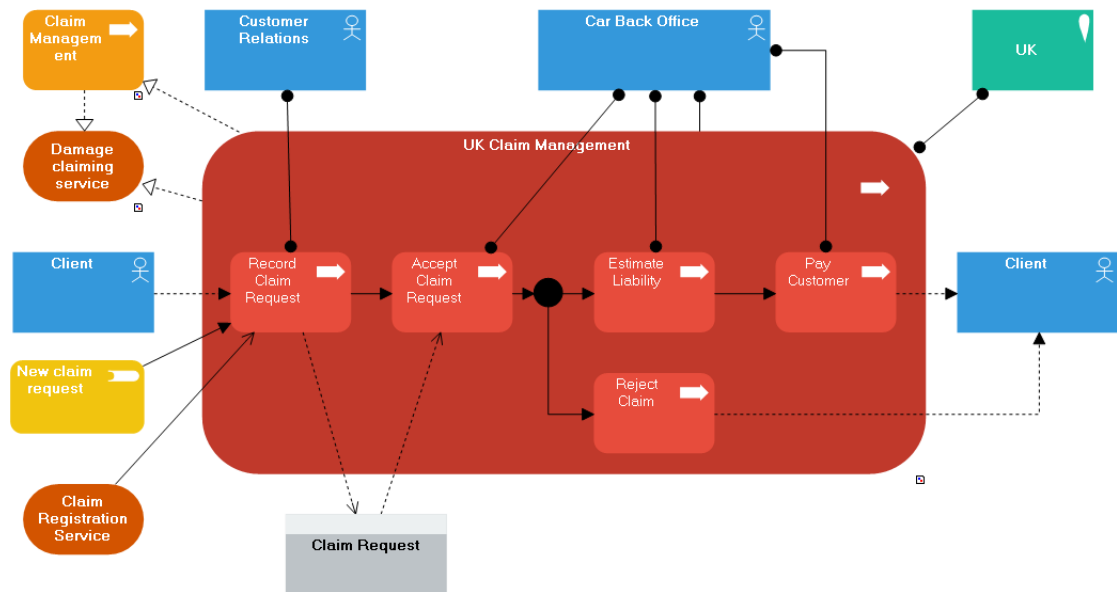 Claim
Managem
ent
Customer
Relations
Car Back Office
UK
Damage
claiming
service
UK Claim Management
Client
Record
Claim
Request
Accept
Claim
Request
Estimate
Liability
Pay
Customer
Client
New claim
request
Reject
Claim
Claim
Registration
Service
Claim Request